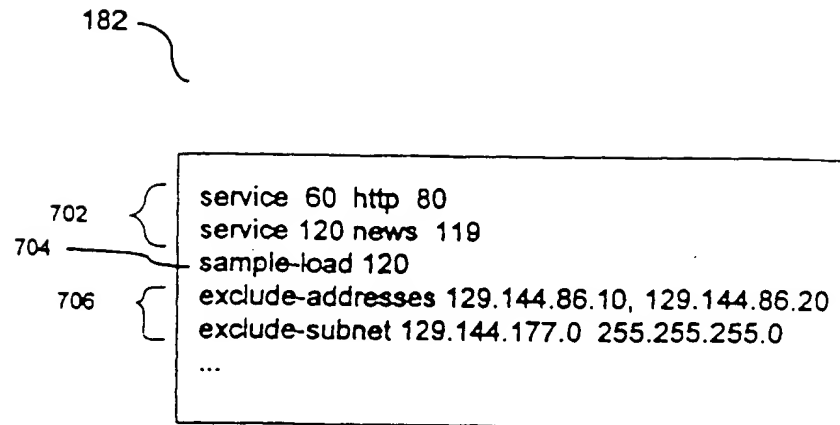 182
702
704
706
service 60 http 80
service 120 news 119
sample-load 120
exclude-addresses 129.144.86.10, 129.144.86.20
exclude-subnet 129.144.177.0 255.255.255.0
...